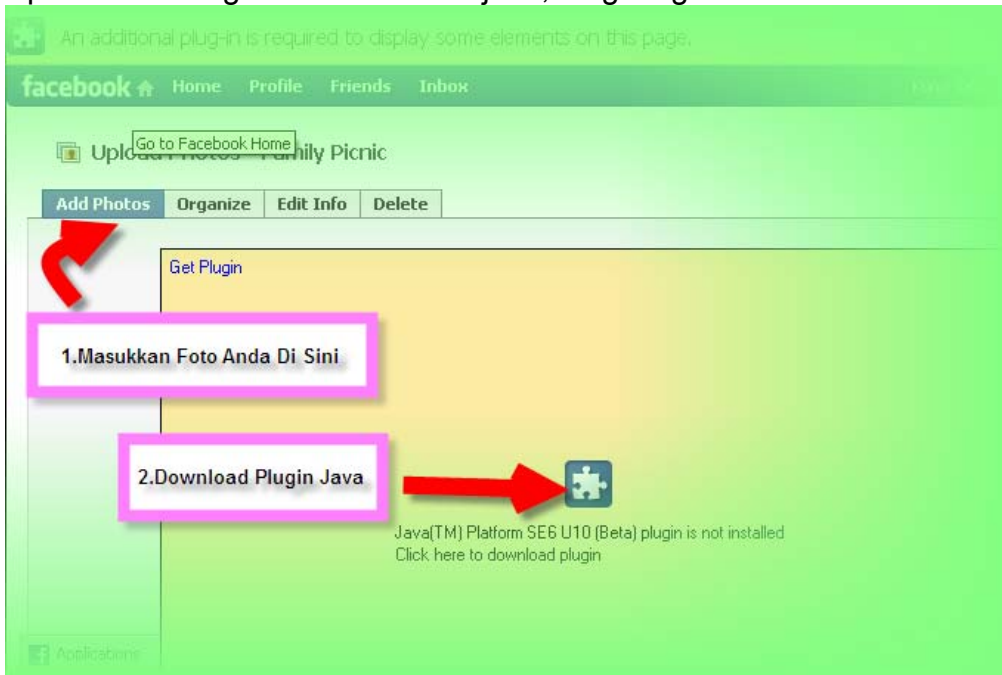 An additional plug-in is required to display some elements on this page.
facebook Home Profile Friends Inbox
Go to Facebook Home
Family Picnic
Add Photos Organize Edit Info Delete
Get Plugin
1.Masukkan Foto Anda Di Sini
2.Download Plugin Java
Java(TM) Platform SE6 U10 (Beta) plugin is not installed
Click here to download plugin
Applications